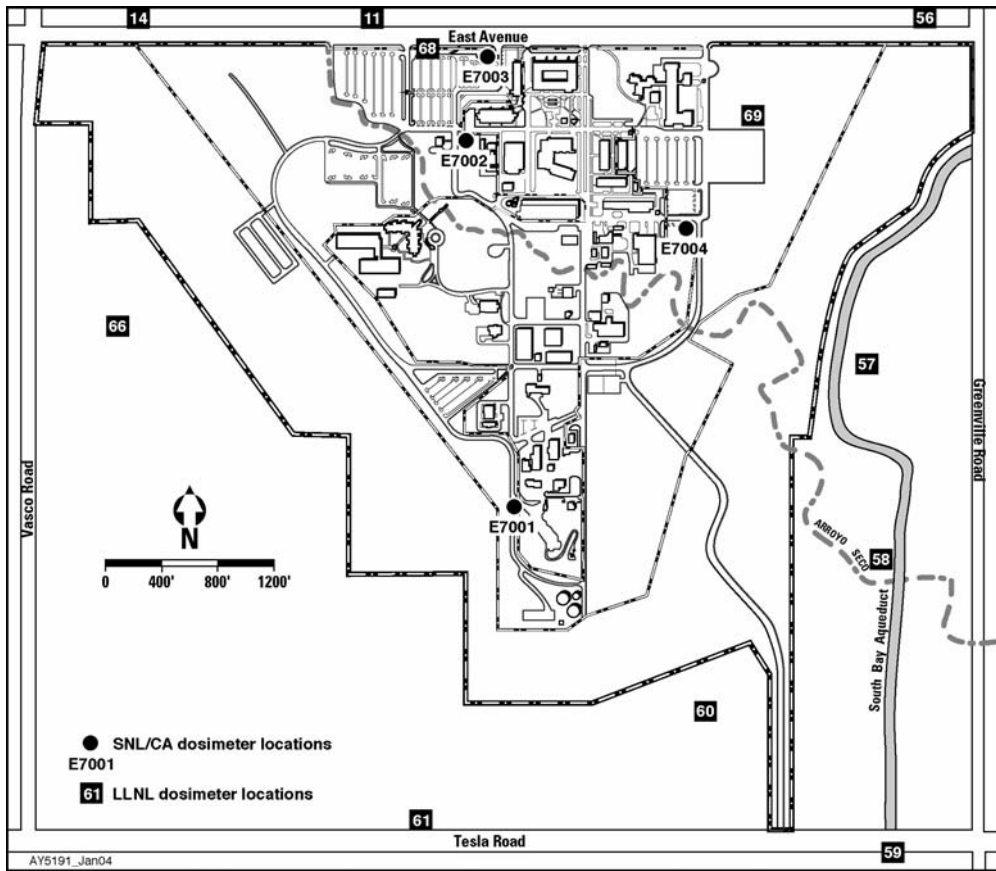 14
11
56
East Avenue
68
E7003
69
E7002
E7004
66
57
Vasco Road
Greenville Road
E7001
N
0 400' 800' 1200'
ARROYO SECO
58
South Bay Aqueduct
60
SNL/CA dosimeter locations
E7001
61 LLNL dosimeter locations
61
Tesla Road
59
AY5191_Jan04